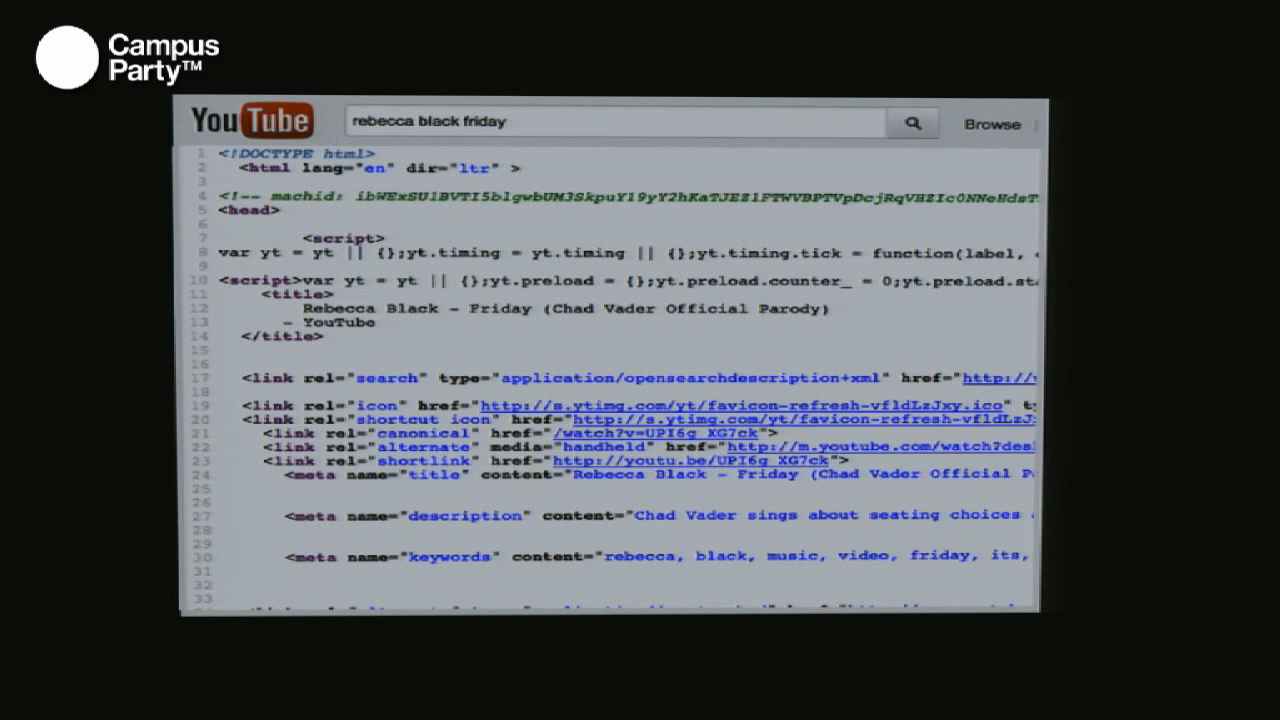 Campus
Party™
YouTube
rebecca black friday
Browse
1 <!DOCTYPE html>
2 <html lang="en" dir="ltr" >
3
4 <!-- machid:
5 <head>
6
7 <script>
8 var yt = yt || {};yt.timing = yt.timing || {};yt.timing.tick = function(label,
9
10 <script>var yt = yt || {};yt.preload = {};yt.preload.counter_ = 0;yt.preload.sta
11 <title>
12 Rebecca Black - Friday (Chad Vader Official Parody)
13 - YouTube
14 </title>
15
16
17 <link rel="search" type="application/opensearchdescription+xml" href="http://
18
19 <link rel="icon" href="http://s.ytimg.com/yt/favicon-refresh-vfldLzJxy.ico" t
20 <link rel="shortcut icon" href="http://s.ytimg.com/yt/favicon-refresh-vfldLzJ
21 <link rel="canonical" href="/watch?v=UPI6g_XG7ck">
22 <link rel="alternate" media="handheld" href="http://m.youtube.com/watch?des
23 <link rel="shortlink" href="http://youtu.be/UPI6g_XG7ck">
24 <meta name="title" content="Rebecca Black - Friday (Chad Vader Official P
25
26
27 <meta name="description" content="Chad Vader sings about seating choices
28
29
30 <meta name="keywords" content="rebecca, black, music, video, friday, its,
31
32
33